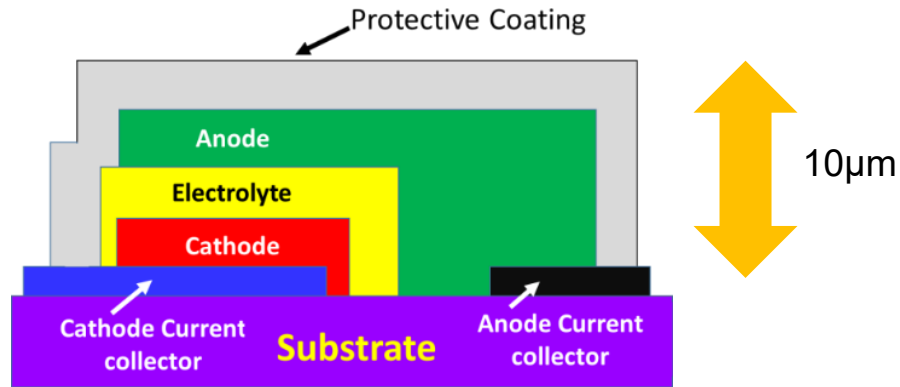 Protective Coating
Anode
Electrolyte
Cathode
10µm
Cathode Current
collector
Substrate
Anode Current
collector